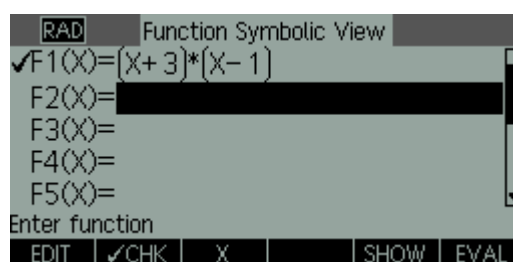 RAD Function Symbolic View
✓F1(X)=(X+3)*(X-1)
F2(X)=
F3(X)=
F4(X)=
F5(X)=
Enter function
EDIT ✓CHK X SHOW EVAL